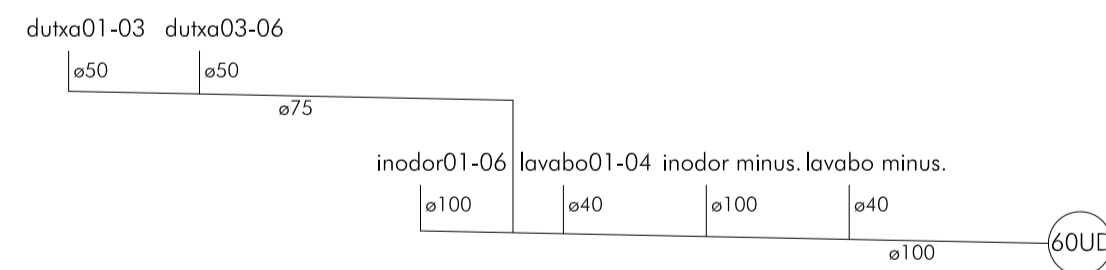 dutxa01-03 dutxa03-06
ø50 ø50
ø75
inodor01-06 lavabo01-04 inodor minus. lavabo minus.
ø100 ø40 ø100 ø40
60UD
ø100